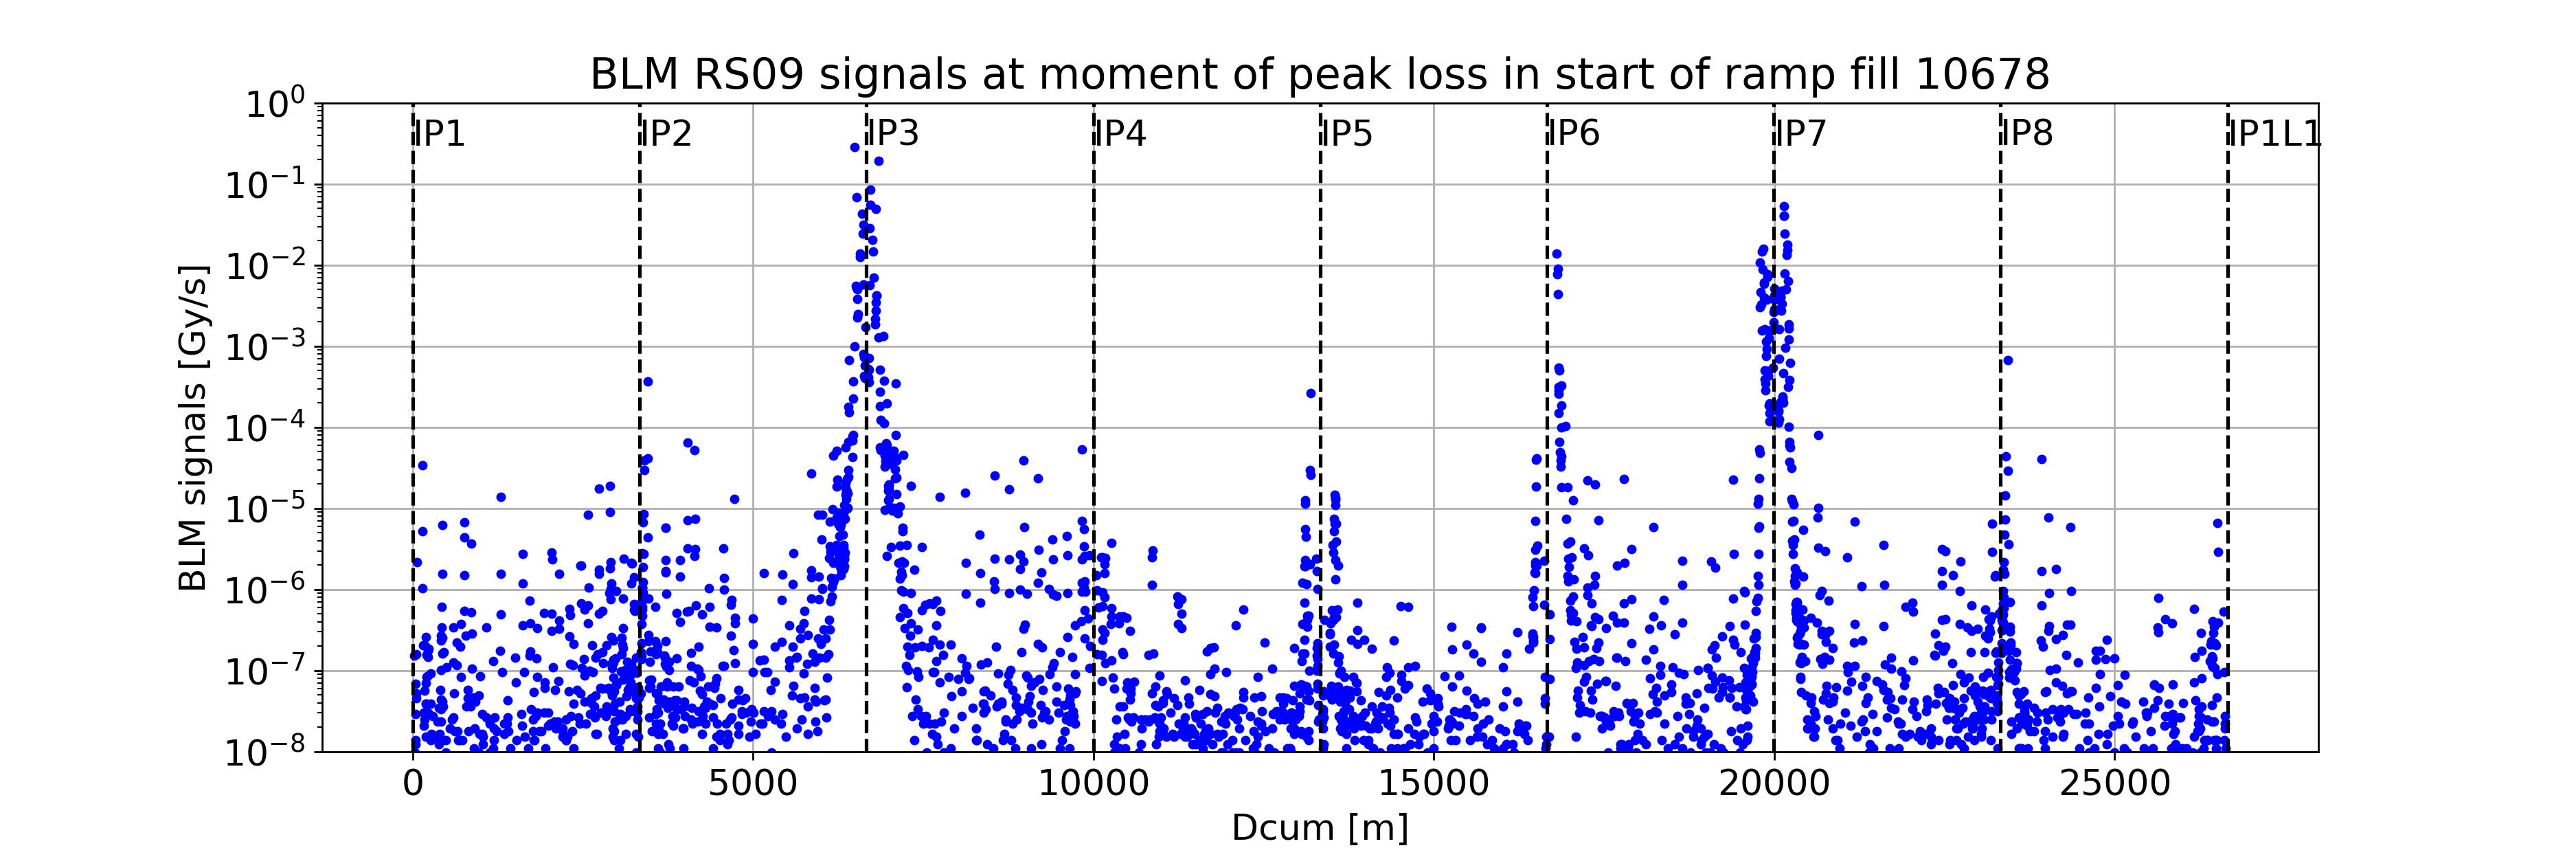 BLM RS09 signals at moment of peak loss in start of ramp fill 10678
10⁰
IP1 IP2 IP3 IP4 IP5 IP6 IP7 IP8 IP1L1
10⁻¹
10⁻²
10⁻³
10⁻⁴
10⁻⁵
10⁻⁶
10⁻⁷
10⁻⁸
BLM signals [Gy/s]
0 5000 10000 15000 20000 25000
Dcum [m]